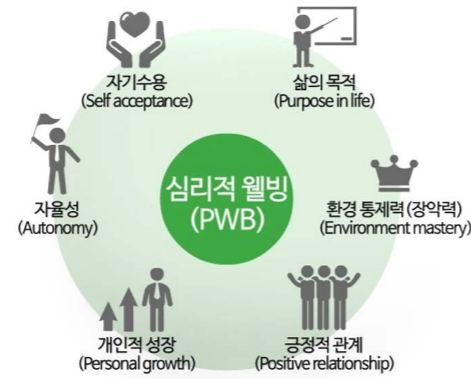 자기수용
(Self acceptance)
삶의 목적
(Purpose in life)
자율성
(Autonomy)
심리적 웰빙
(PWB)
환경 통제력(장악력)
(Environment mastery)
개인적 성장
(Personal growth)
긍정적 관계
(Positive relationship)